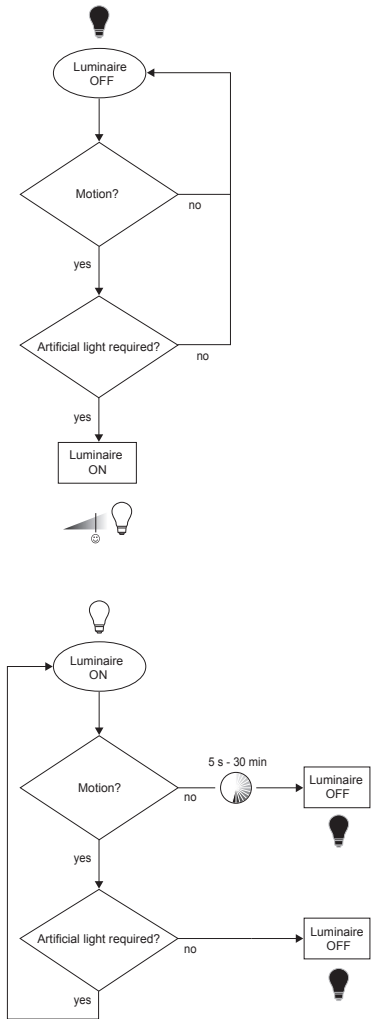 Luminaire
OFF
Motion?
no
yes
Artificial light required?
no
yes
Luminaire
ON
Luminaire
ON
5 s - 30 min
Motion?
no
Luminaire
OFF
yes
Artificial light required?
no
Luminaire
OFF
yes